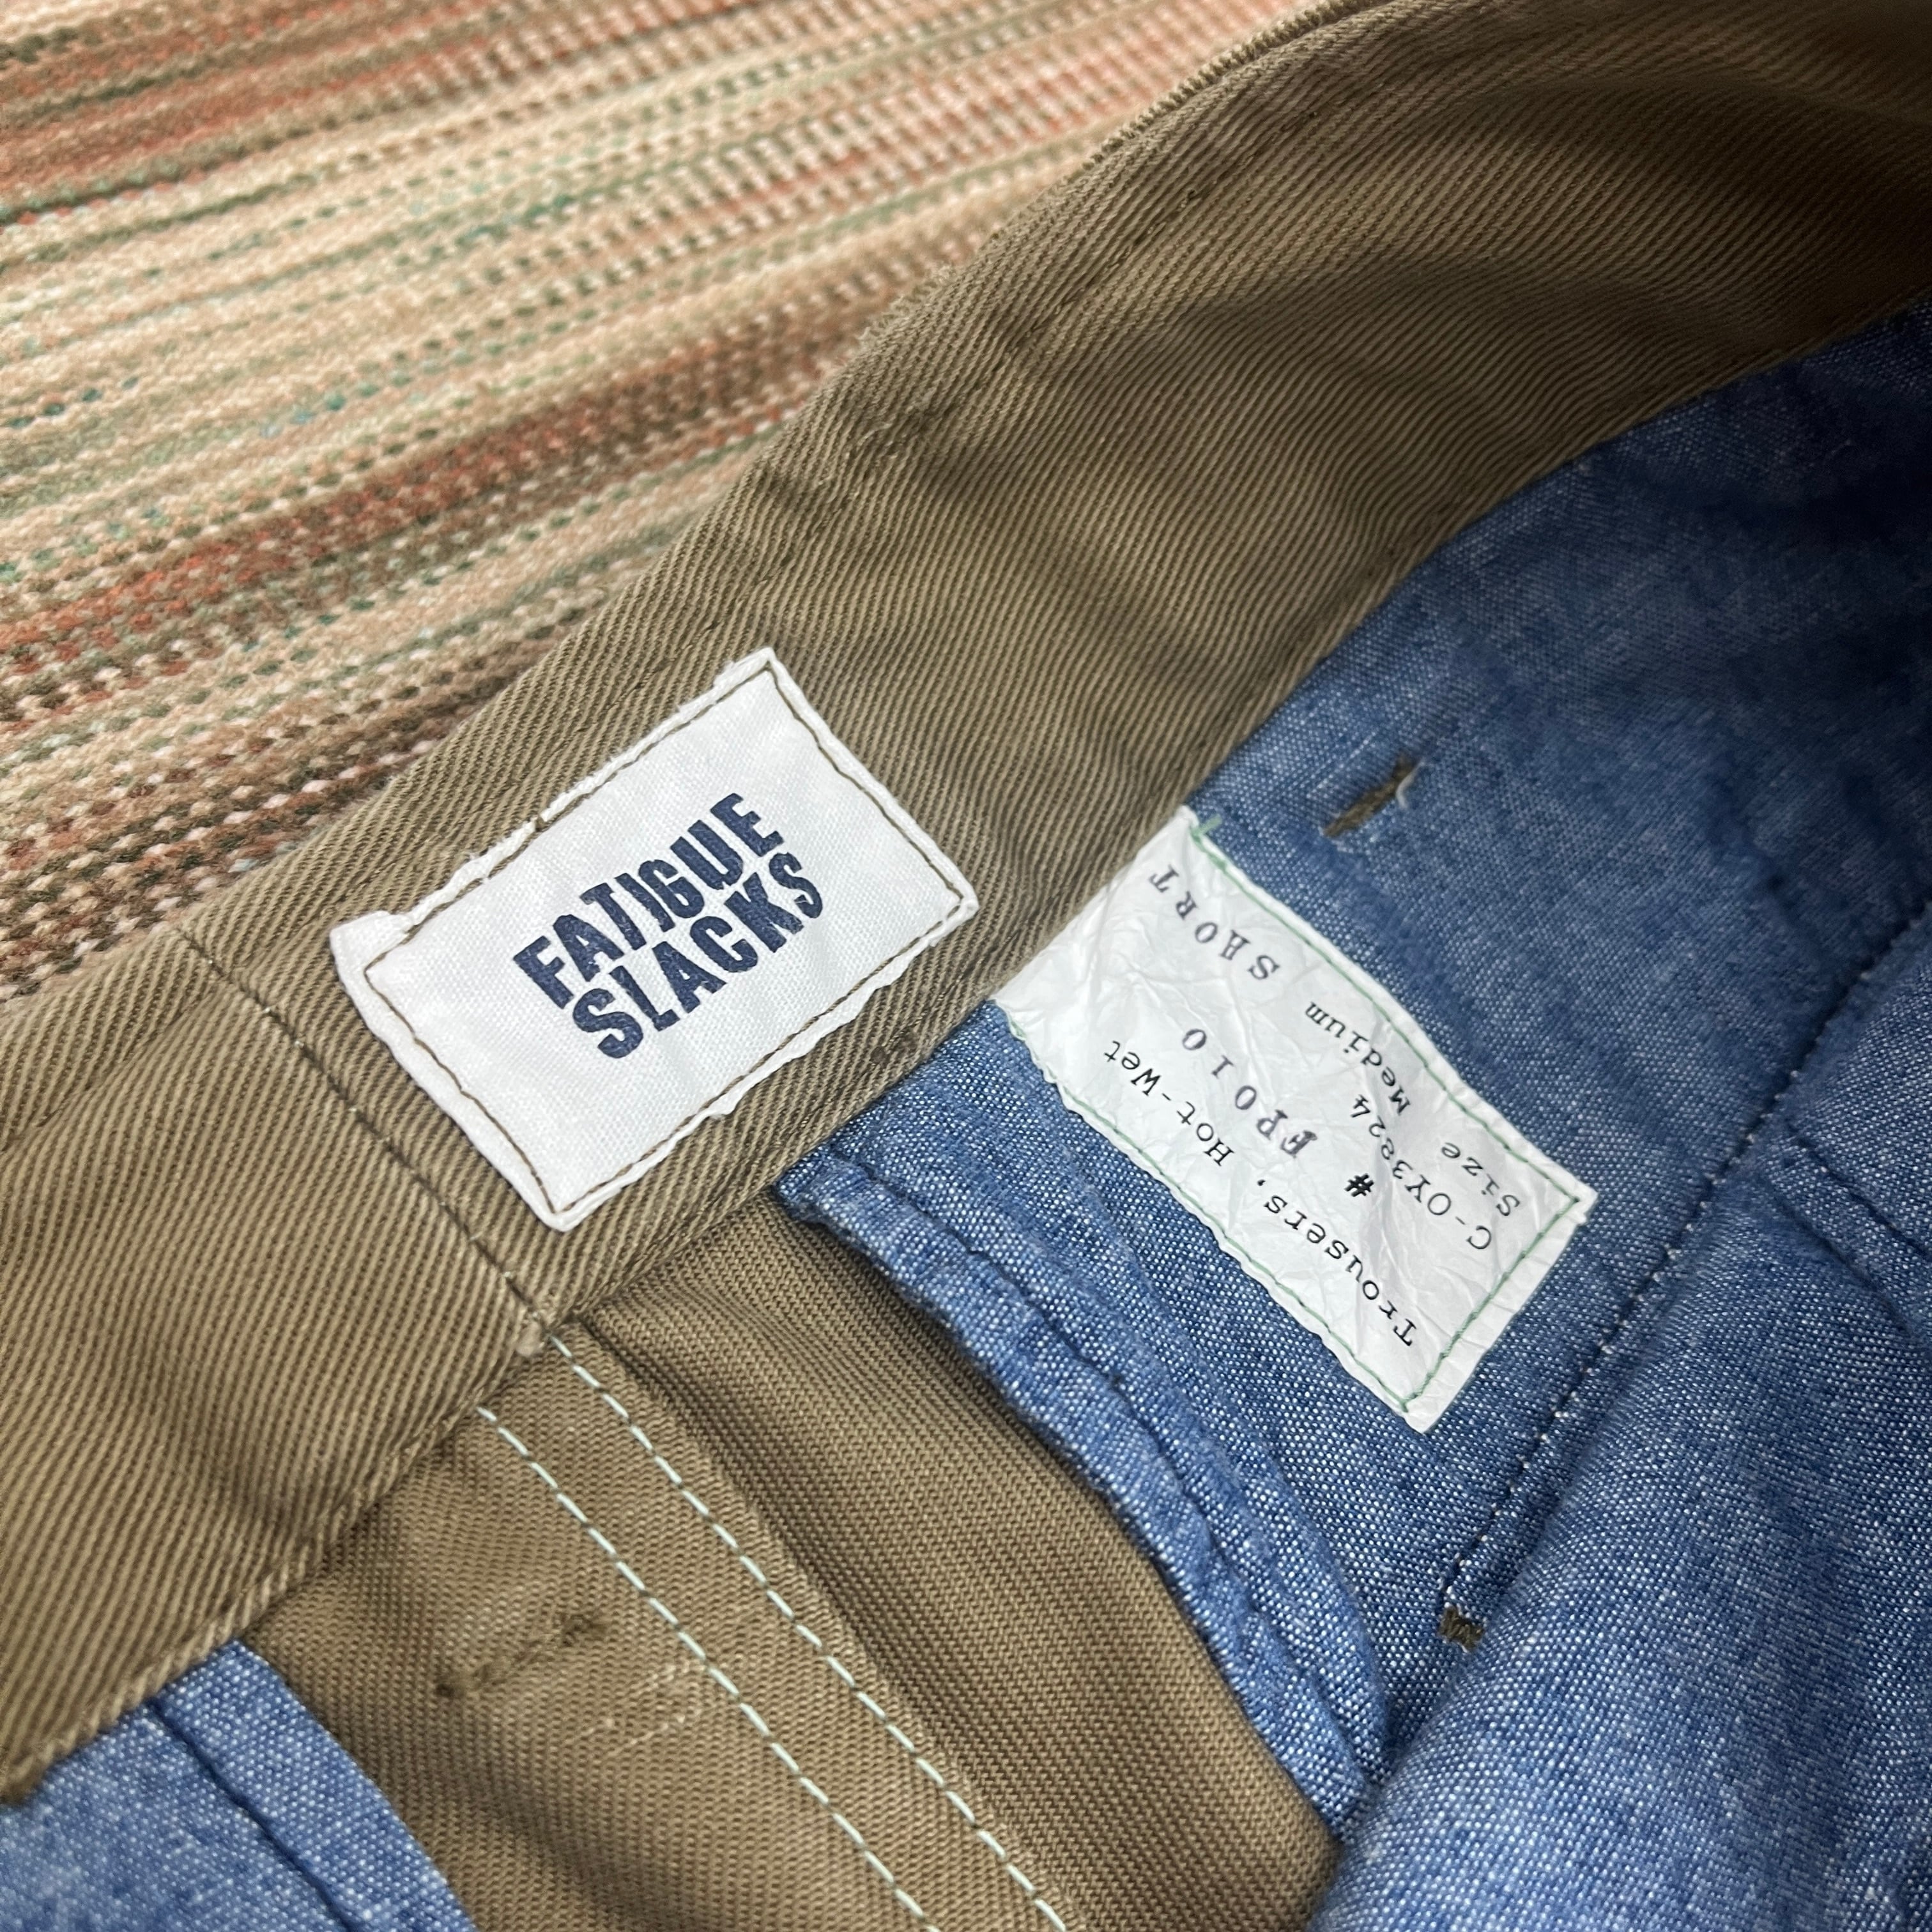 FATIGUE
SLACKS
Trousers, Hot-Wet
# FP010
C-OY3824
Size Medium SHORT